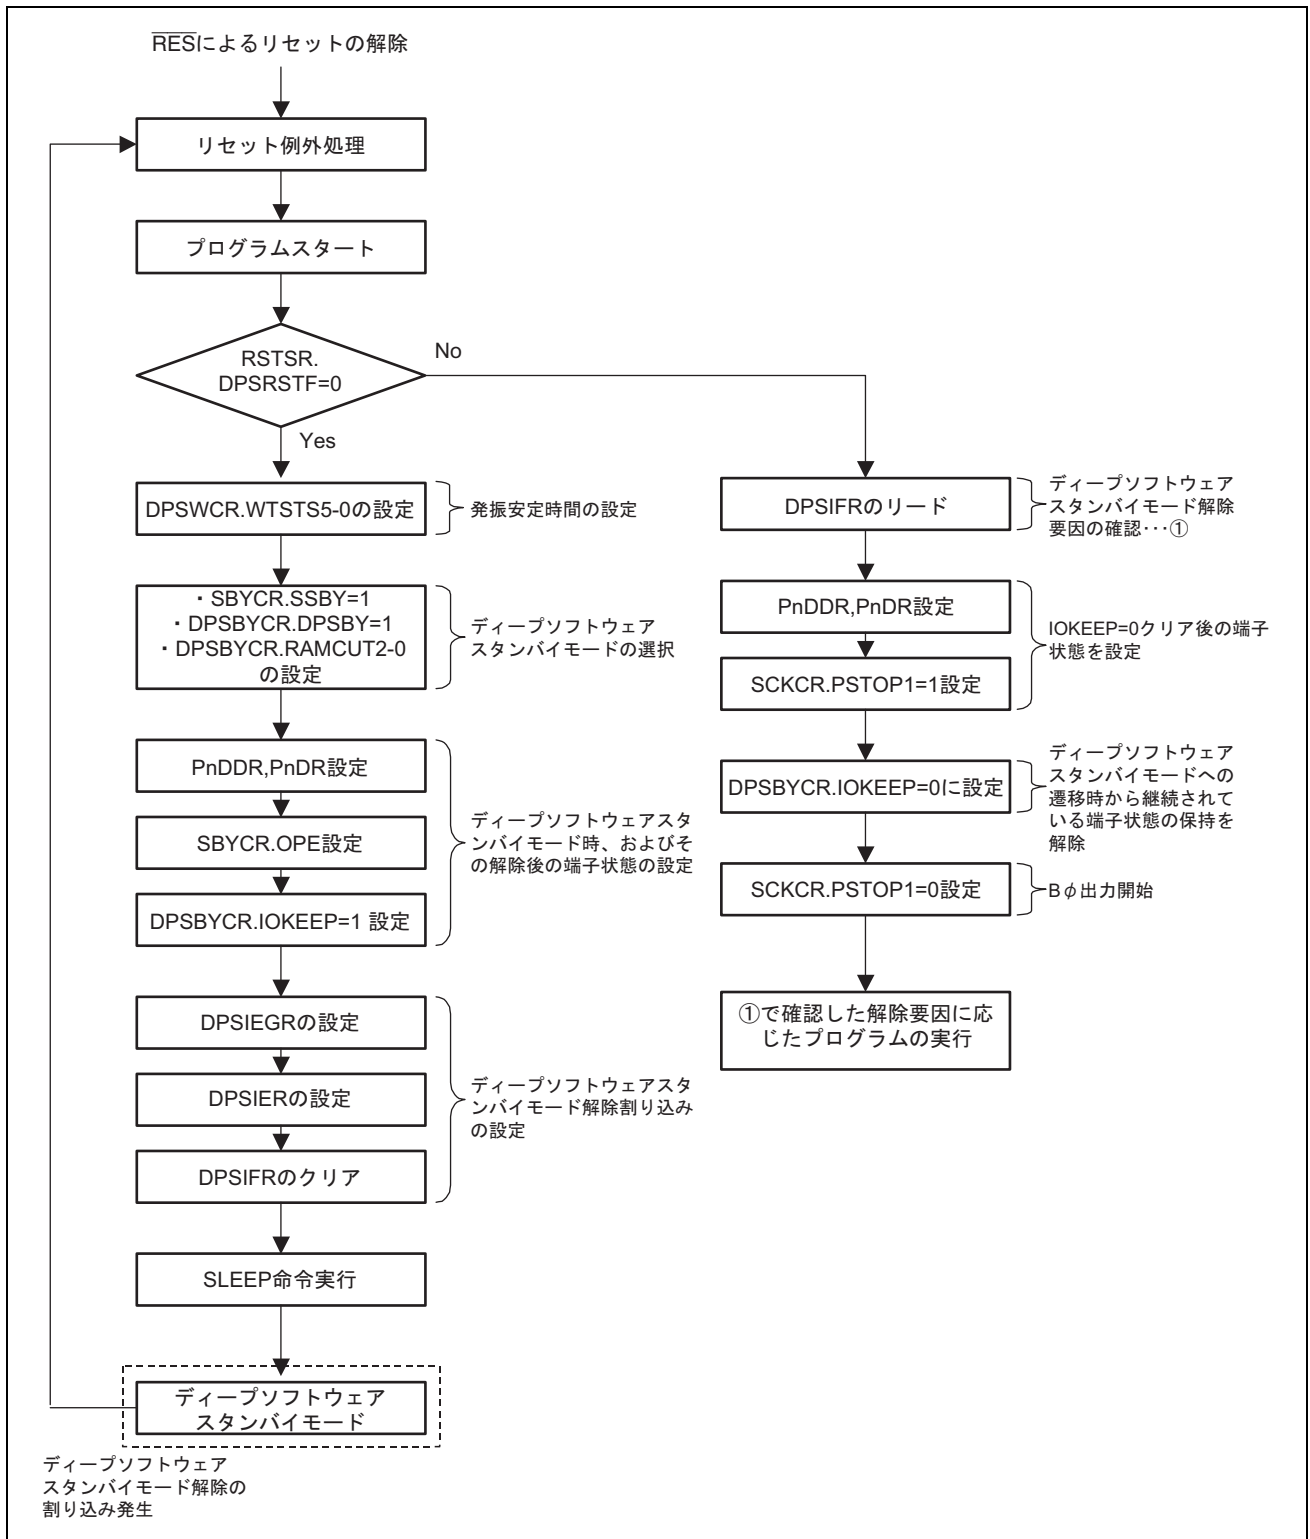 RESによるリセットの解除
リセット例外処理
プログラムスタート
RSTSR.
DPSRSTF=0
No
Yes
DPSWCR.WTSTS5-0の設定
発振安定時間の設定
・SBYCR.SSBY=1
・DPSBYCR.DPSBY=1
・DPSBYCR.RAMCUT2-0
の設定
ディープソフトウェア
スタンバイモードの選択
PnDDR,PnDR設定
SBYCR.OPE設定
DPSBYCR.IOKEEP=1 設定
ディープソフトウェアスタ
ンバイモード時、およびそ
の解除後の端子状態の設定
DPSIEGRの設定
DPSIERの設定
DPSIFRのクリア
ディープソフトウェアスタ
ンバイモード解除割り込み
の設定
SLEEP命令実行
ディープソフトウェア
スタンバイモード
ディープソフトウェア
スタンバイモード解除の
割り込み発生
DPSIFRのリード
ディープソフトウェア
スタンバイモード解除
要因の確認･･･①
PnDDR,PnDR設定
SCKCR.PSTOP1=1設定
IOKEEP=0クリア後の端子
状態を設定
DPSBYCR.IOKEEP=0に設定
ディープソフトウェア
スタンバイモードへの
遷移時から継続されて
いる端子状態の保持を
解除
SCKCR.PSTOP1=0設定
Bφ出力開始
①で確認した解除要因に応
じたプログラムの実行